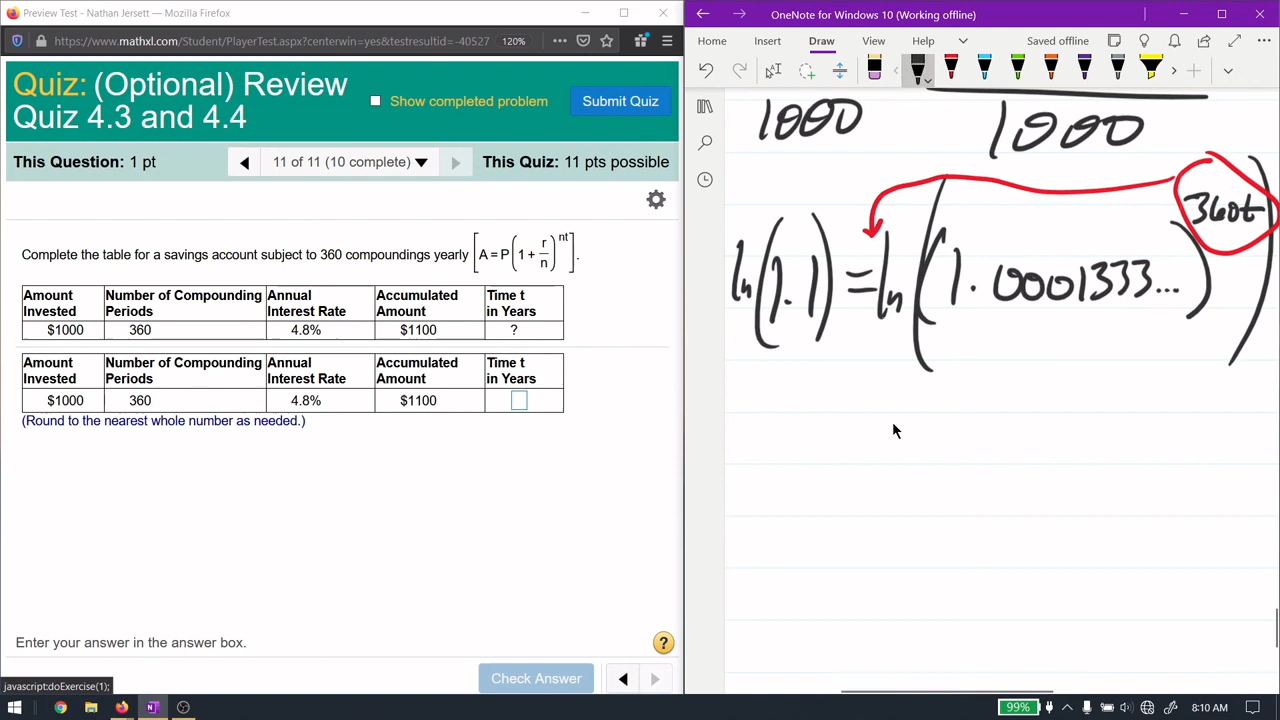 Preview Test - Nathan Jersett — Mozilla Firefox
https://www.mathxl.com/Student/PlayerTest.aspx?centerwin=yes&testresultid=-40527
120%
Quiz: (Optional) Review
Quiz 4.3 and 4.4
Show completed problem
Submit Quiz
This Question: 1 pt
11 of 11 (10 complete)
This Quiz: 11 pts possible
Complete the table for a savings account subject to 360 compoundings yearly [A = P(1 + r/n)^nt].
Amount Invested | Number of Compounding Periods | Annual Interest Rate | Accumulated Amount | Time t in Years
$1000 | 360 | 4.8% | $1100 | ?
Amount Invested | Number of Compounding Periods | Annual Interest Rate | Accumulated Amount | Time t in Years
$1000 | 360 | 4.8% | $1100
(Round to the nearest whole number as needed.)
Enter your answer in the answer box.
?
Check Answer
javascript:doExercise(1);
OneNote for Windows 10 (Working offline)
Home Insert Draw View Help
Saved offline
1000 1000
ln(1.1) = ln((1.0001333...)^360t)
99%
8:10 AM